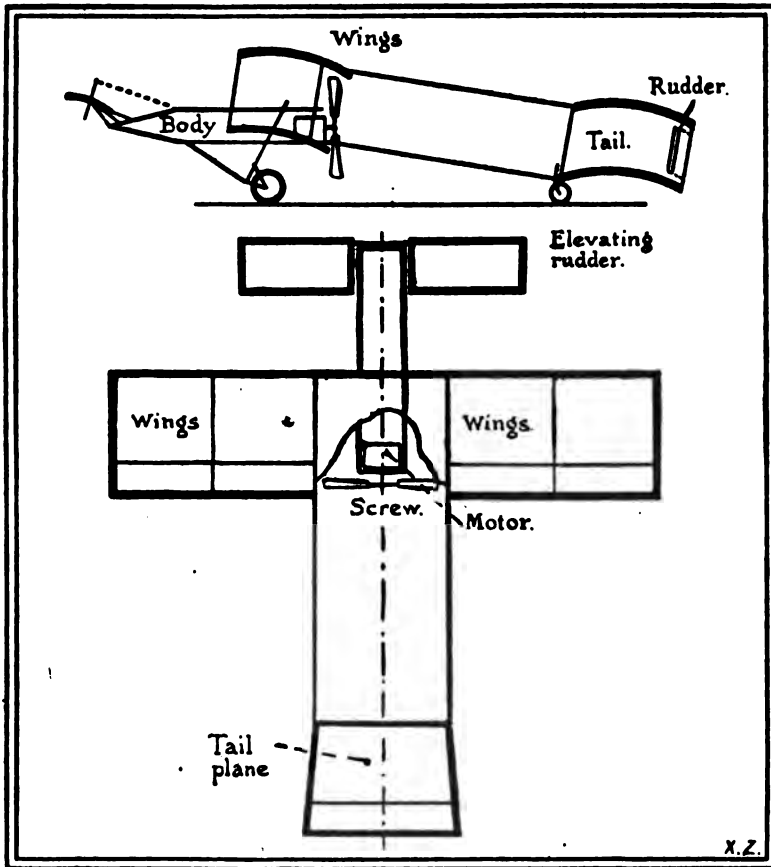 Wings
Rudder.
Body
Tail.
Elevating
rudder.
Wings
Wings.
Screw.
Motor.
Tail
plane
X.Z.